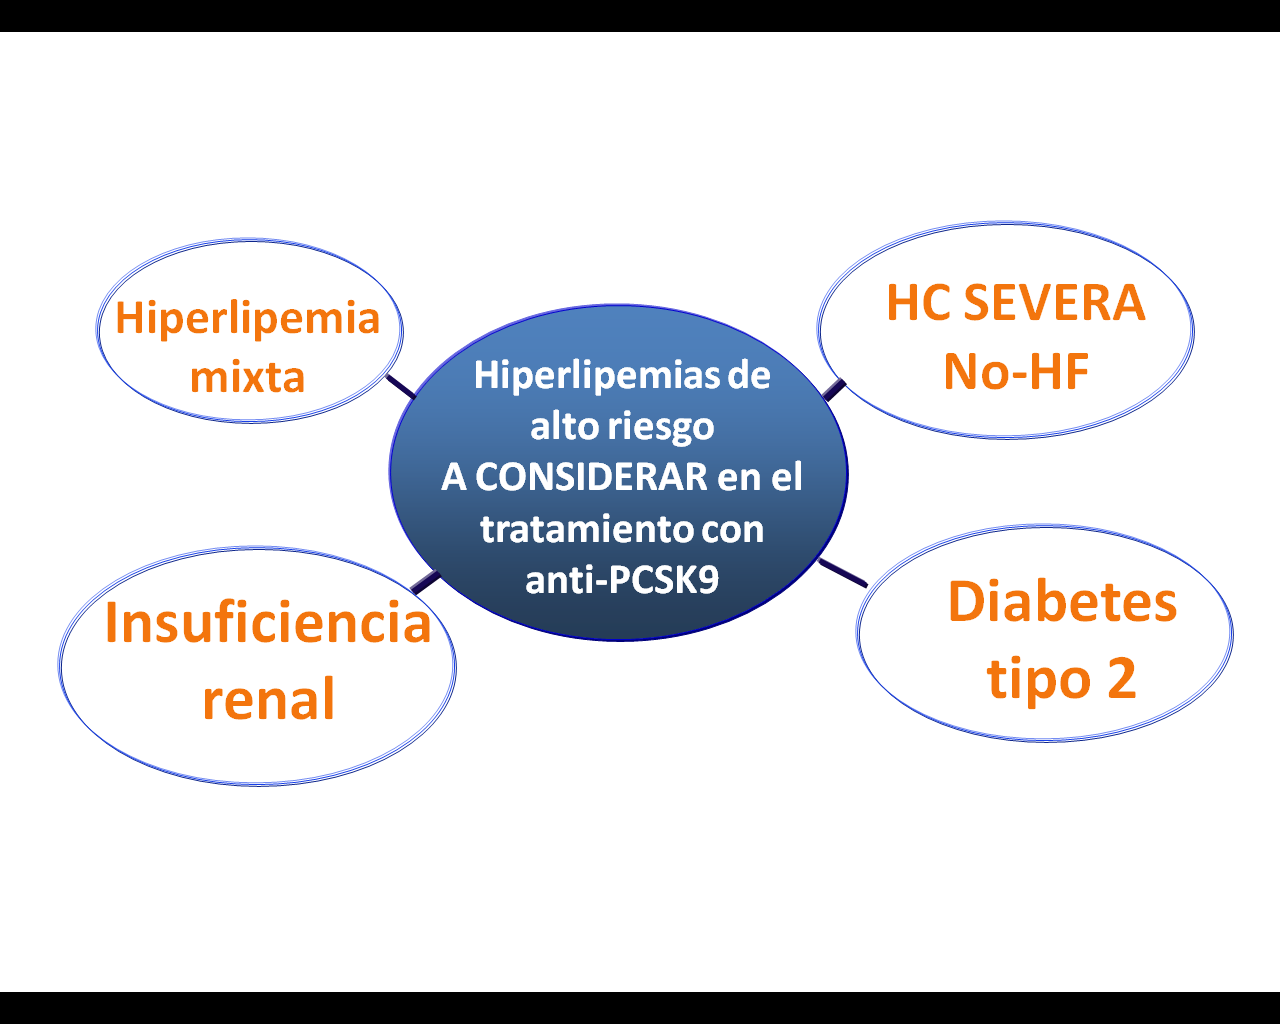 Hiperlipemia
mixta
HC SEVERA
No-HF
Hiperlipemias de
alto riesgo
A CONSIDERAR en el
tratamiento con
anti-PCSK9
Insuficiencia
renal
Diabetes
tipo 2